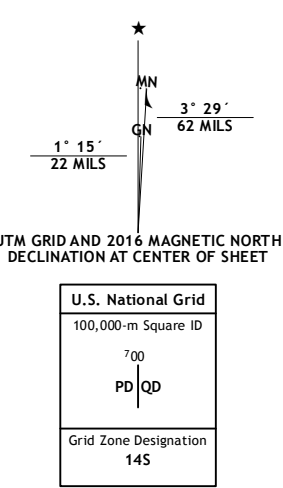 ★
MN
GN
3° 29´
62 MILS
1° 15´
22 MILS
UTM GRID AND 2016 MAGNETIC NORTH
DECLINATION AT CENTER OF SHEET
U.S. National Grid
100,000-m Square ID
⁷00
PD QD
Grid Zone Designation
14S